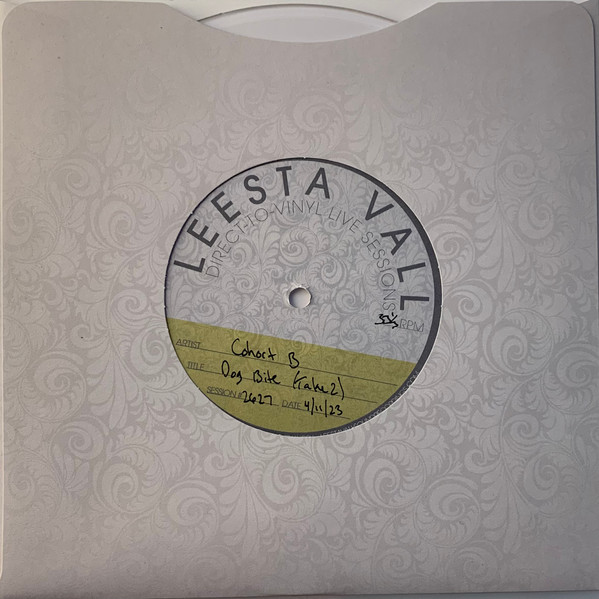 LEESTA VALL
DIRECT-TO-VINYL LIVE SESSIONS
33⅓ RPM
ARTIST Cohort B
TITLE Dog Bite (Take 2)
SESSION # 2627 DATE 4/11/23